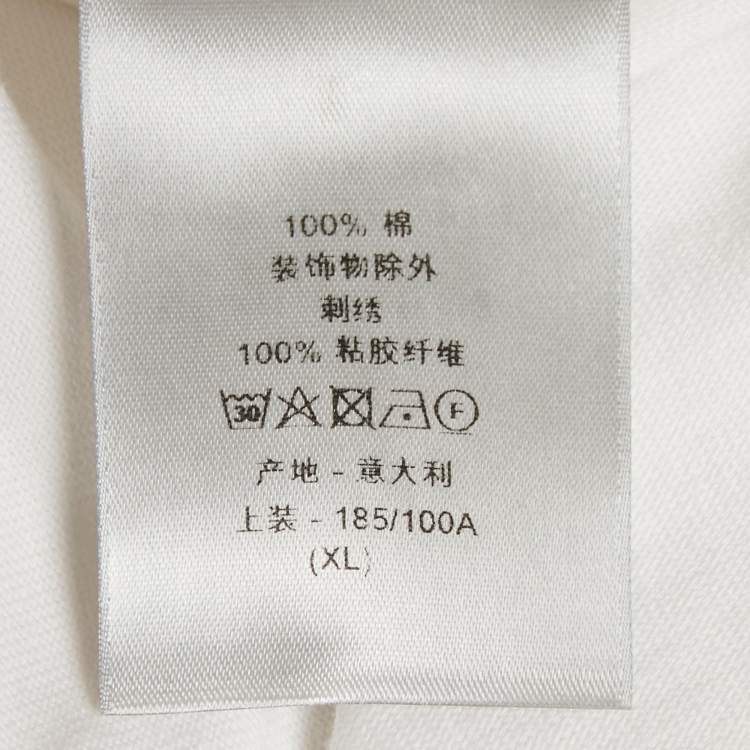 100% 棉
装饰物除外
刺绣
100% 粘胶纤维
30 F
产地 - 意大利
上装 - 185/100A
(XL)